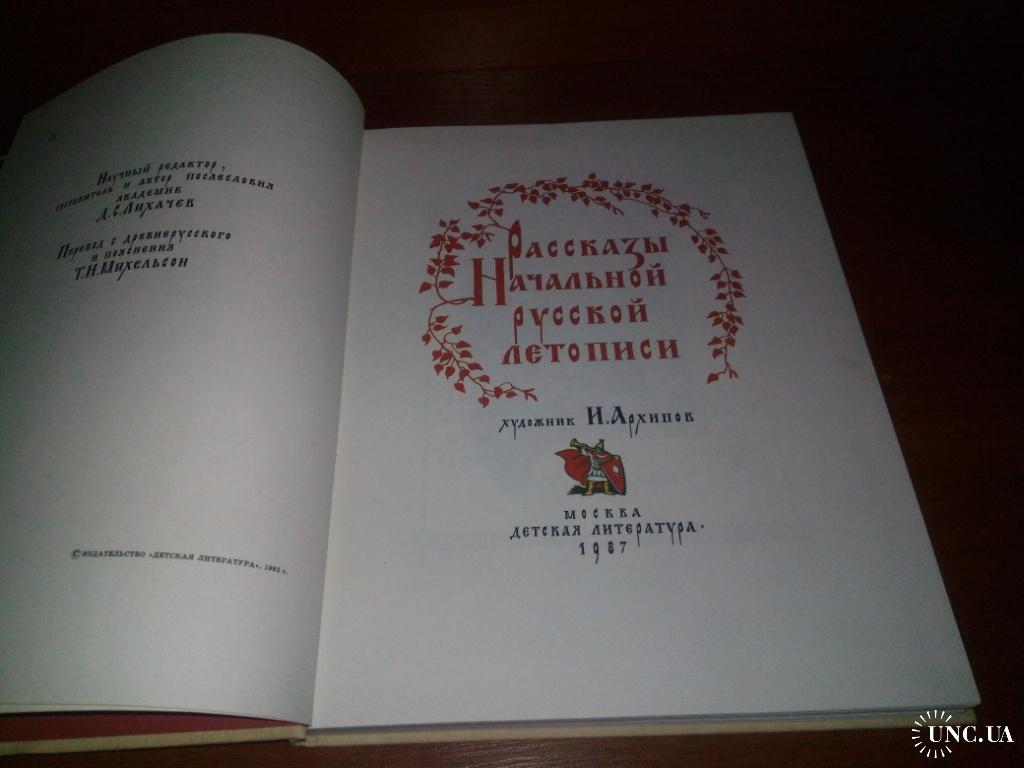 Научный редактор,
составитель и автор послесловия
академик
Д.С.Лихачев
Перевод с древнерусского
и пояснения
Т.Н.Михельсон
© ИЗДАТЕЛЬСТВО «ДЕТСКАЯ ЛИТЕРАТУРА», 1982 г.
Рассказы
Начальной
русской
летописи
художник И.Архипов
МОСКВА
ДЕТСКАЯ ЛИТЕРАТУРА·
1987
UNC.UA